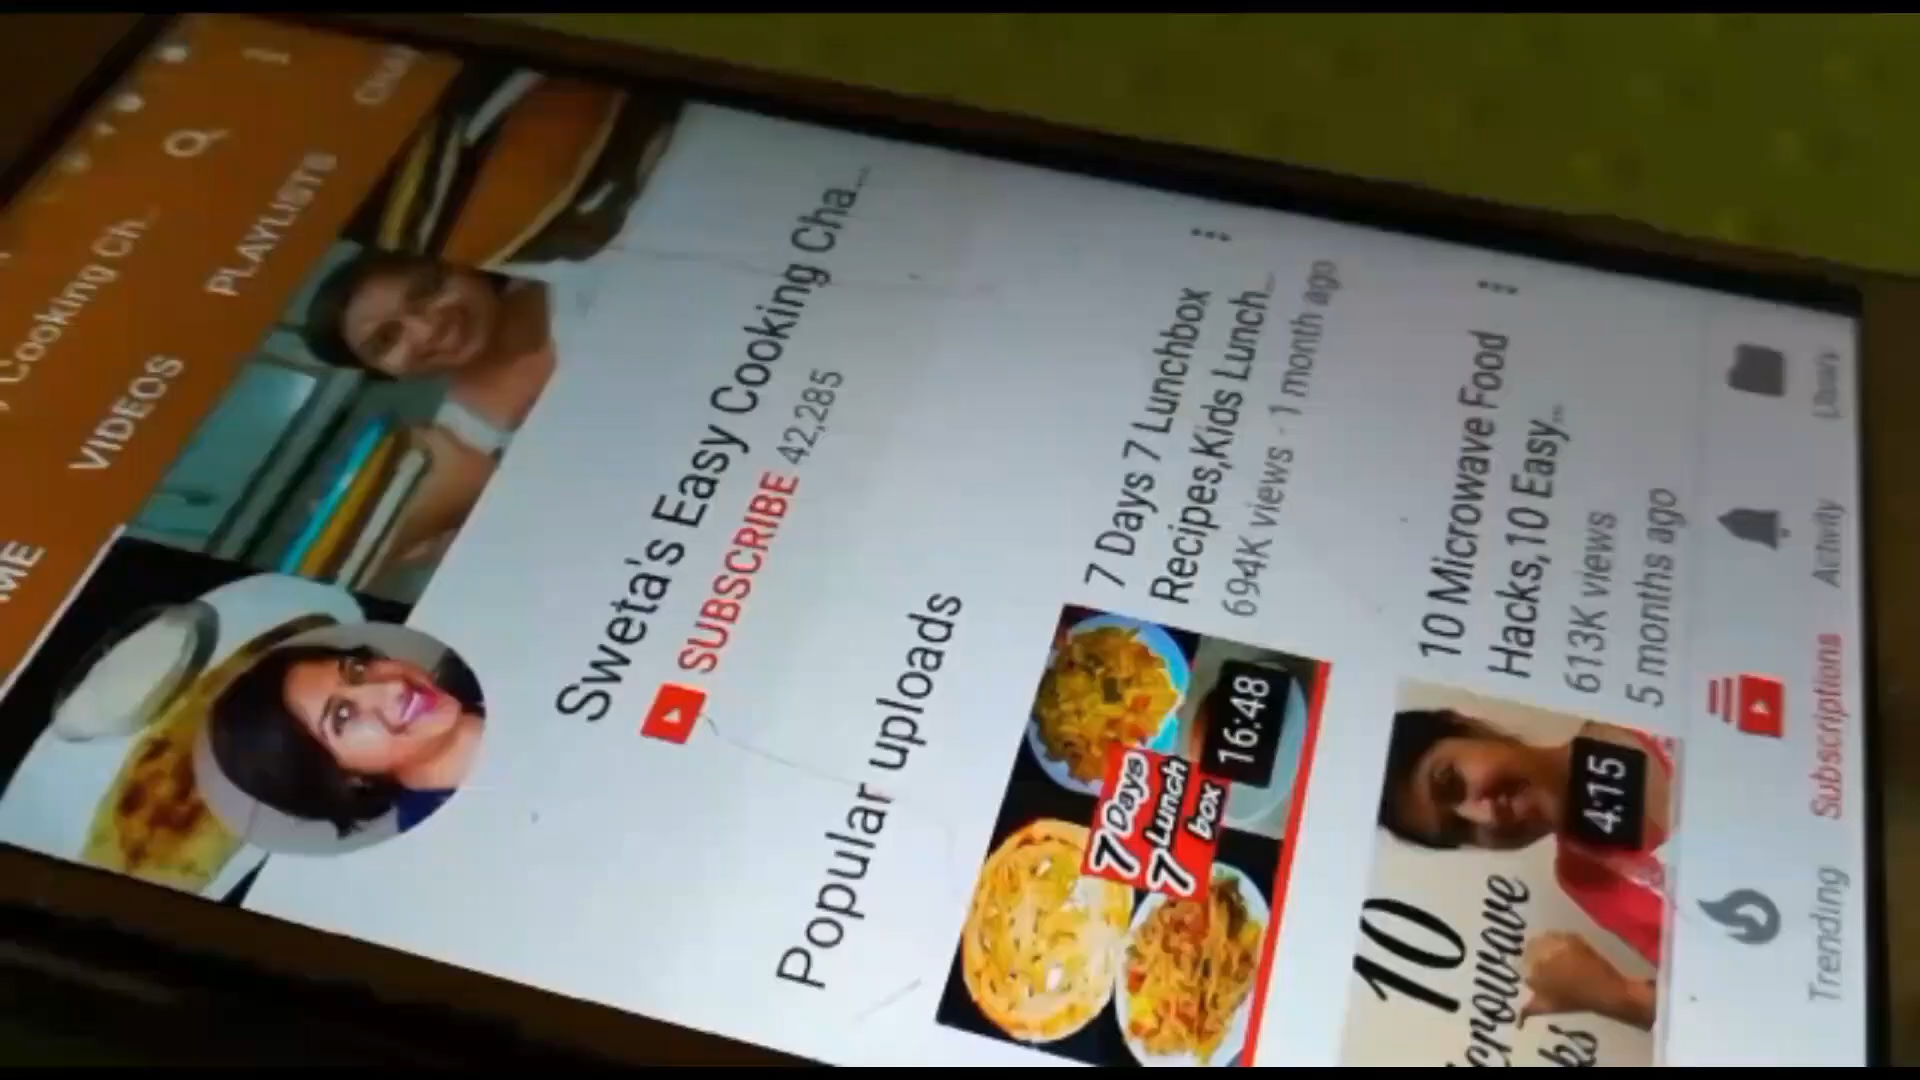 Cooking Ch...
ME
VIDEOS
PLAYLISTS
Sweta's Easy Cooking Cha...
SUBSCRIBE 42,285
Popular uploads
7 Days
7 Lunch
box
16:48
7 Days 7 Lunchbox
Recipes,Kids Lunch...
694K views · 1 month ago
10
4:15
10 Microwave Food
Hacks,10 Easy...
613K views
5 months ago
Trending
Subscriptions
Activity
Library